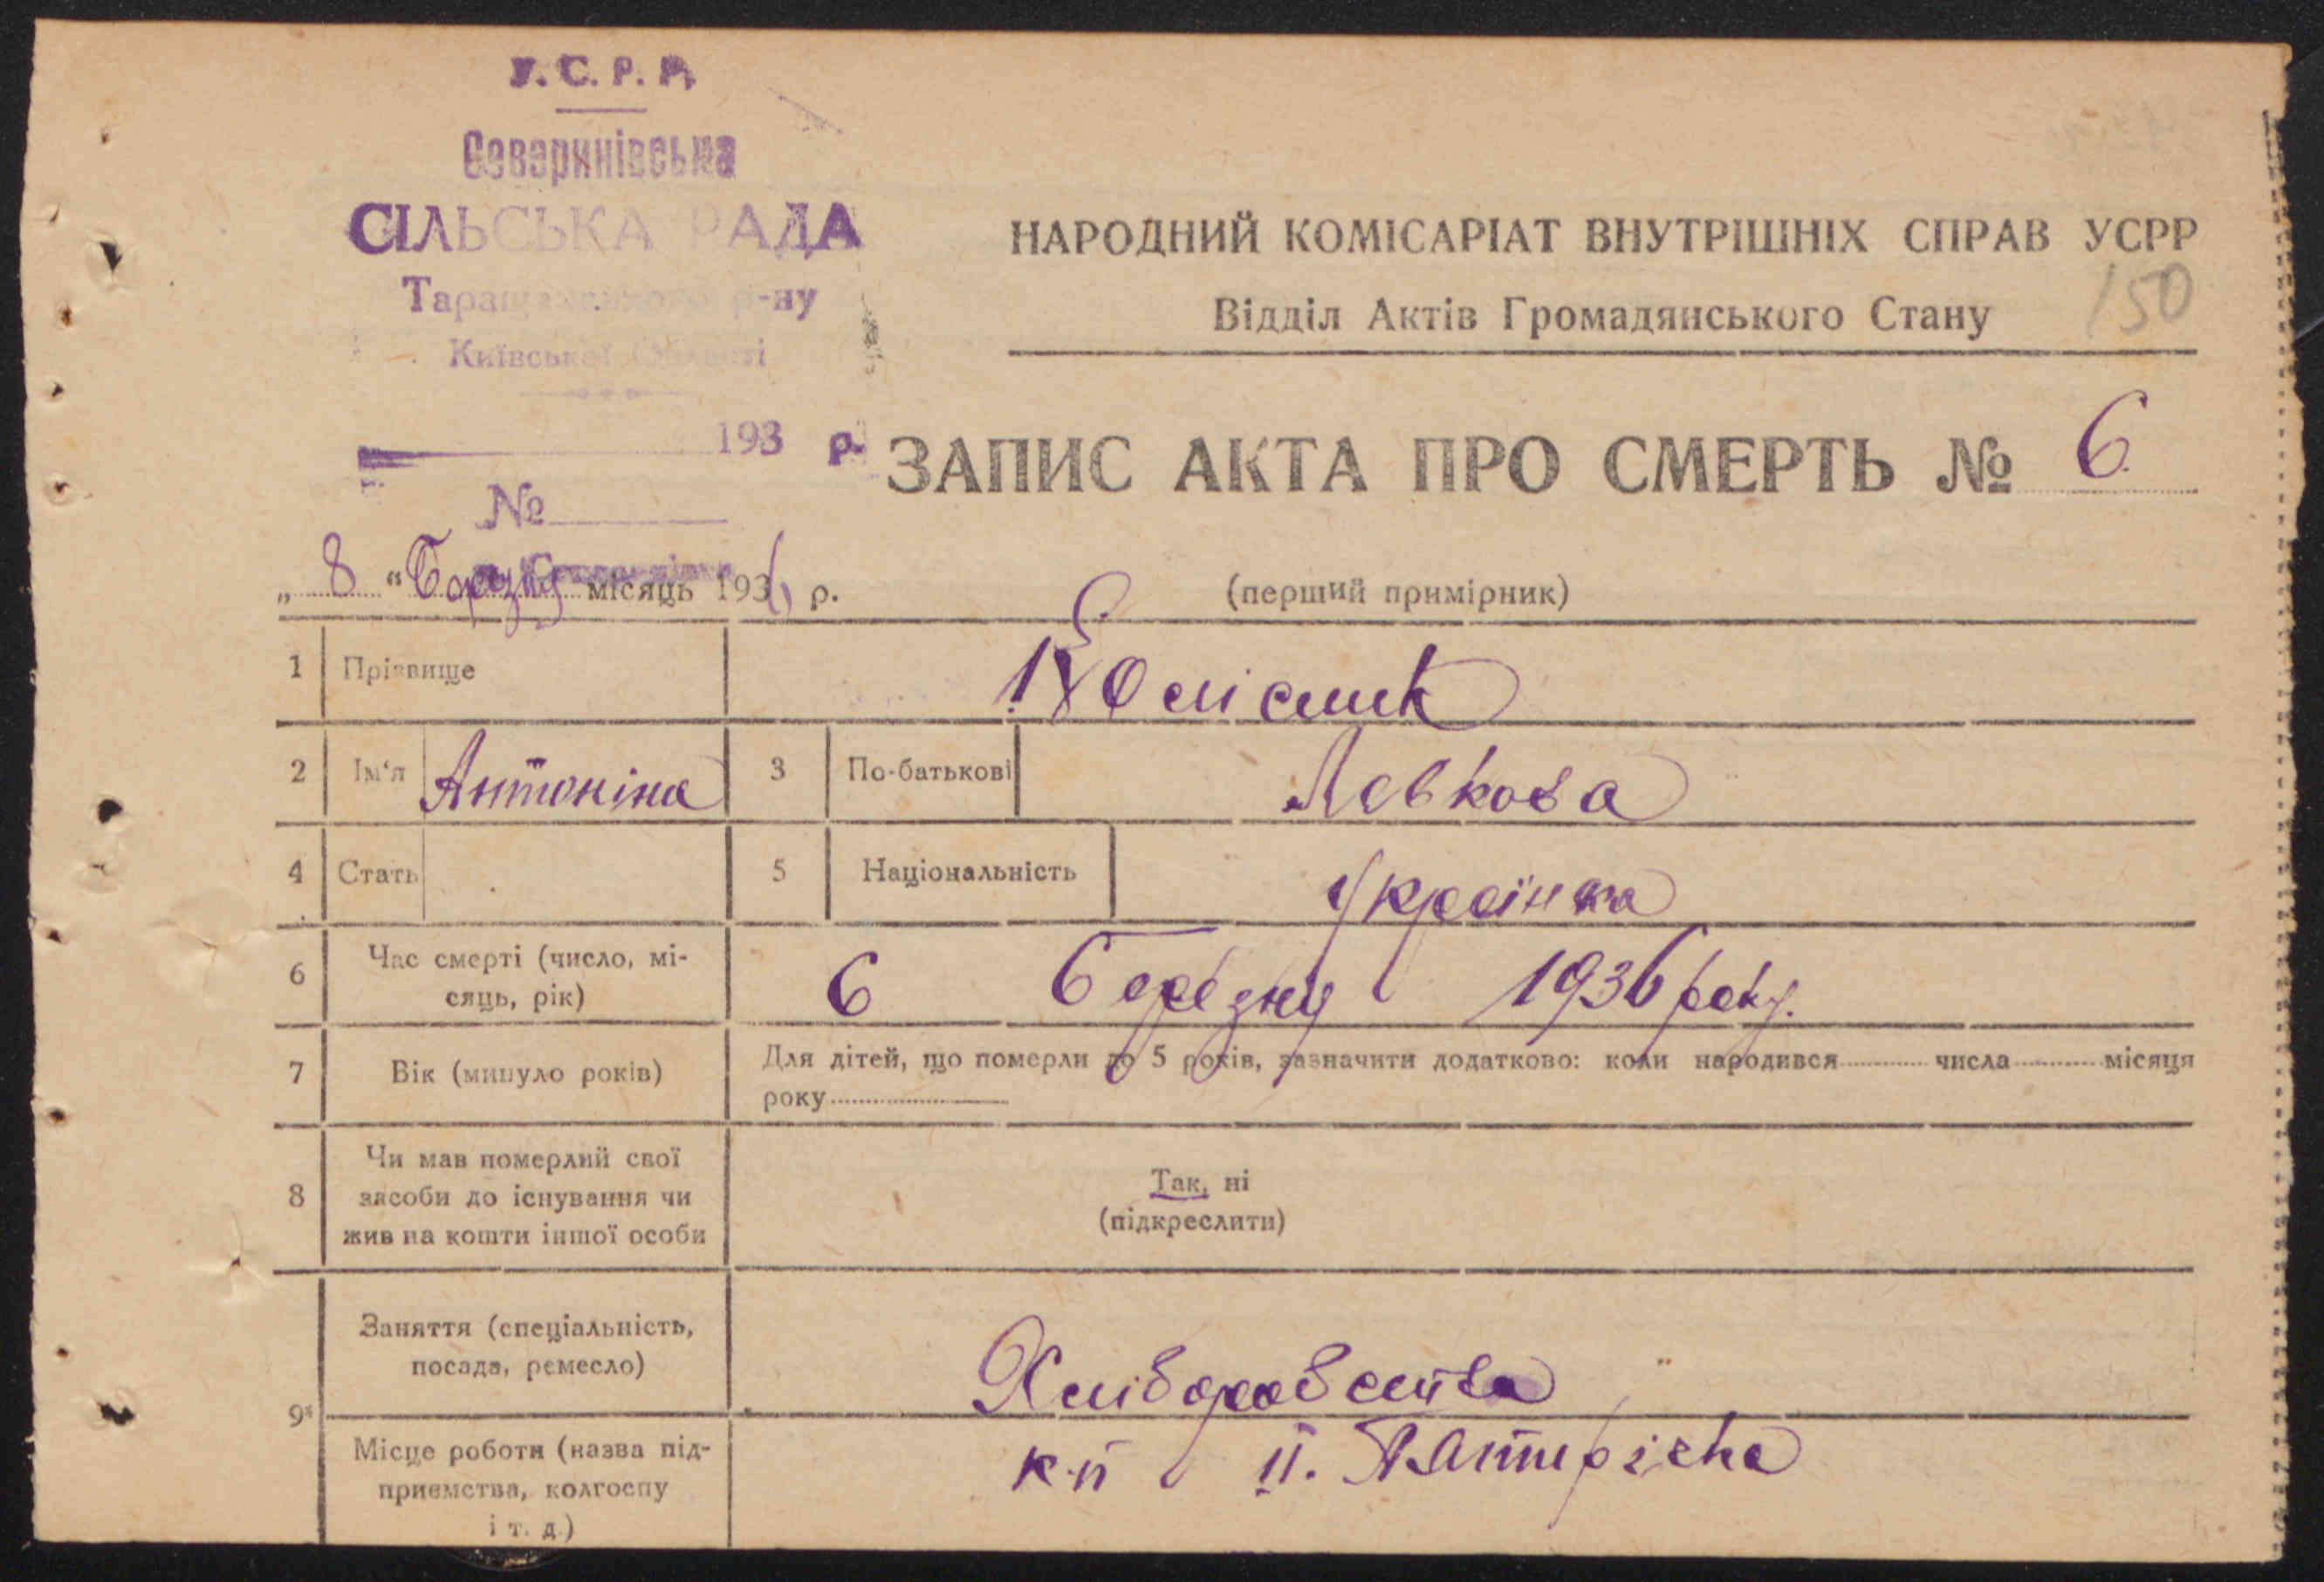 У.С.Р.Р.
Северинівська
СІЛЬСЬКА РАДА
Таращанського р-ну
Київської Області
193 р.
№
НАРОДНИЙ КОМІСАРІАТ ВНУТРІШНІХ СПРАВ УСРР
Відділ Актів Громадянського Стану
150
ЗАПИС АКТА ПРО СМЕРТЬ № 6
„ 8 “ Березня місяць 1936 р.
(перший примірник)
1 Прізвище
2 Ім'я Антоніна 3 По-батькові Левкова
4 Стать 5 Національність Українка
6 Час смерті (число, мі-
сяць, рік) 6 Березня 1936 року.
7 Вік (минуло років) Для дітей, що померли до 5 років, зазначити додатково: коли народився числа місяця
року
8 Чи мав померлий свої
засоби до існування чи
жив на кошти іншої особи
Так, ні
(підкреслити)
9 Заняття (спеціальність,
посада, ремесло)
Місце роботи (назва під-
приємства, колгоспу
і т. д.)